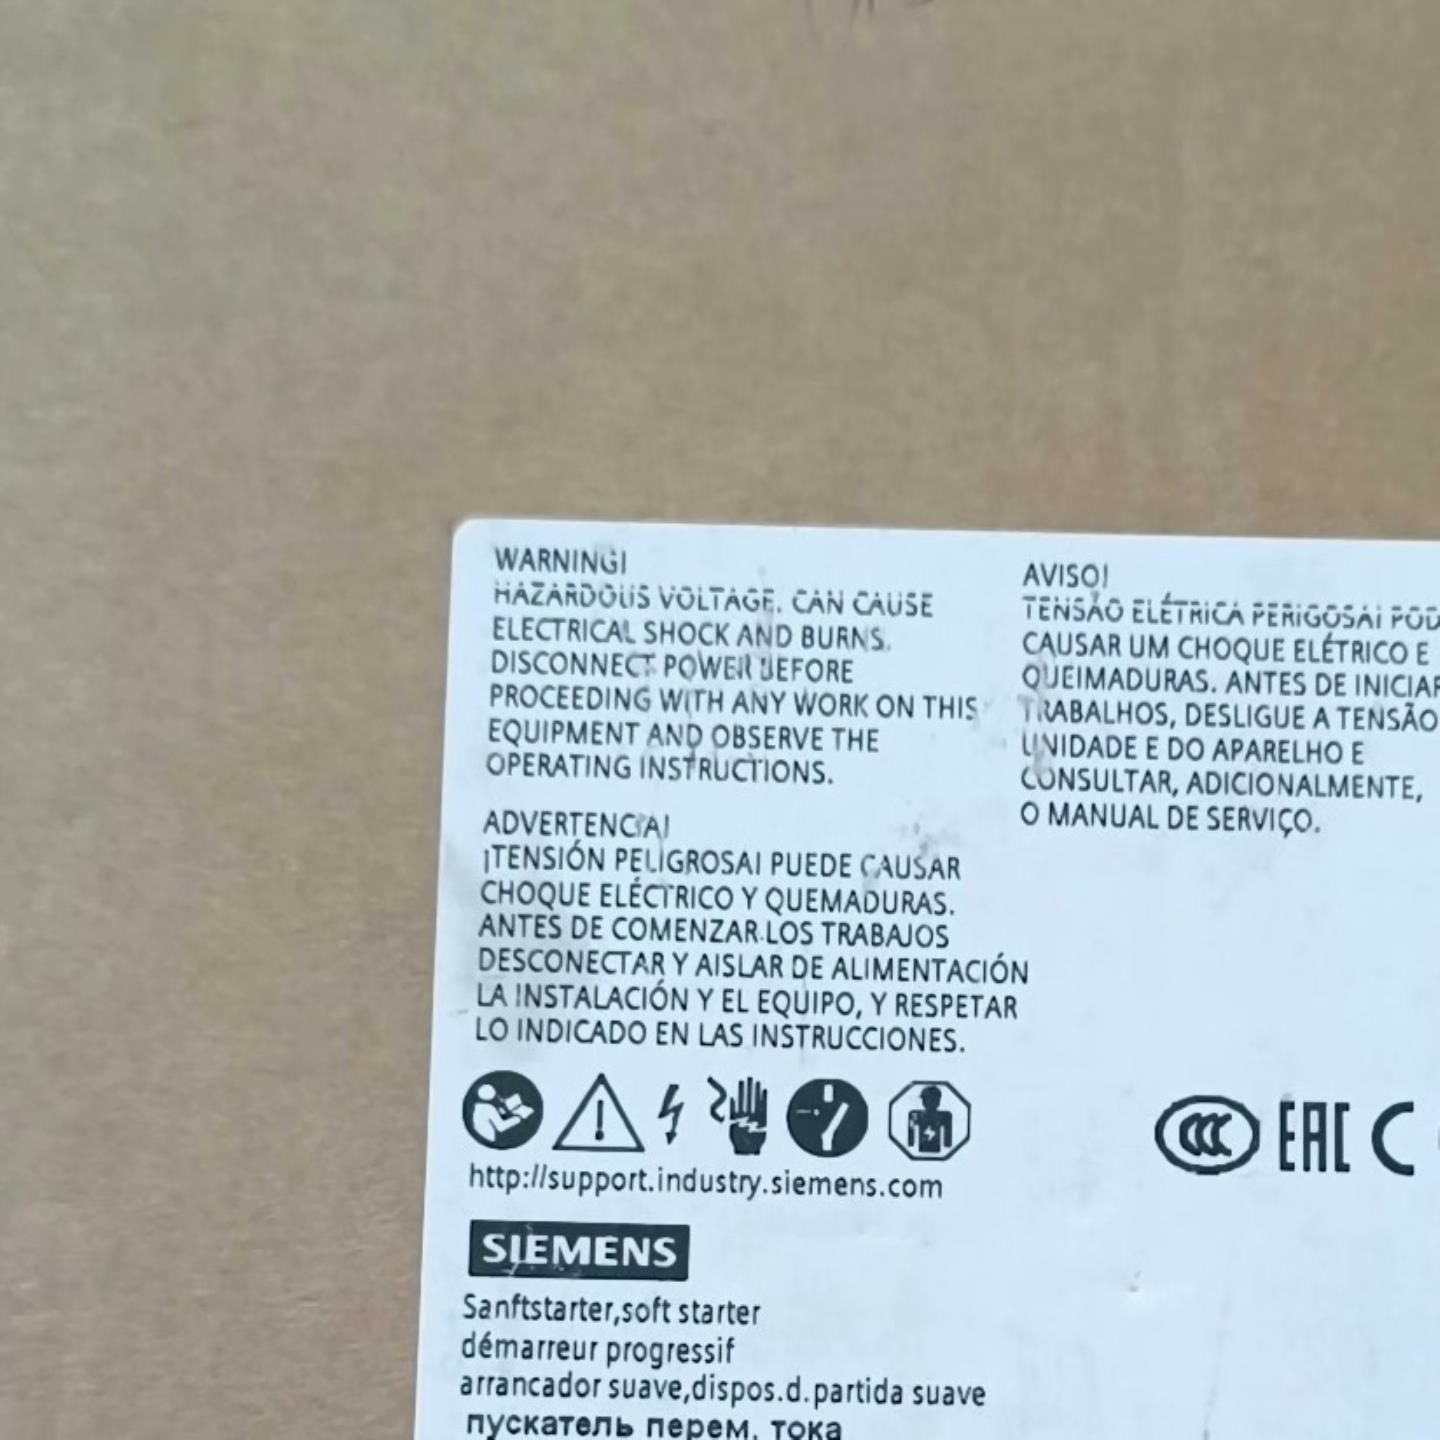 WARNING!
HAZARDOUS VOLTAGE. CAN CAUSE
ELECTRICAL SHOCK AND BURNS.
DISCONNECT POWER BEFORE
PROCEEDING WITH ANY WORK ON THIS
EQUIPMENT AND OBSERVE THE
OPERATING INSTRUCTIONS.
ADVERTENCIA!
¡TENSIÓN PELIGROSA! PUEDE CAUSAR
CHOQUE ELÉCTRICO Y QUEMADURAS.
ANTES DE COMENZAR LOS TRABAJOS
DESCONECTAR Y AISLAR DE ALIMENTACIÓN
LA INSTALACIÓN Y EL EQUIPO, Y RESPETAR
LO INDICADO EN LAS INSTRUCCIONES.
AVISO!
TENSÃO ELÉTRICA PERIGOSA! POD
CAUSAR UM CHOQUE ELÉTRICO E
QUEIMADURAS. ANTES DE INICIAR
TRABALHOS, DESLIGUE A TENSÃO
UNIDADE E DO APARELHO E
CONSULTAR, ADICIONALMENTE,
O MANUAL DE SERVIÇO.
http://support.industry.siemens.com
CCC EAC C
SIEMENS
Sanftstarter,soft starter
démarreur progressif
arrancador suave,dispos.d.partida suave
пускатель перем. тока